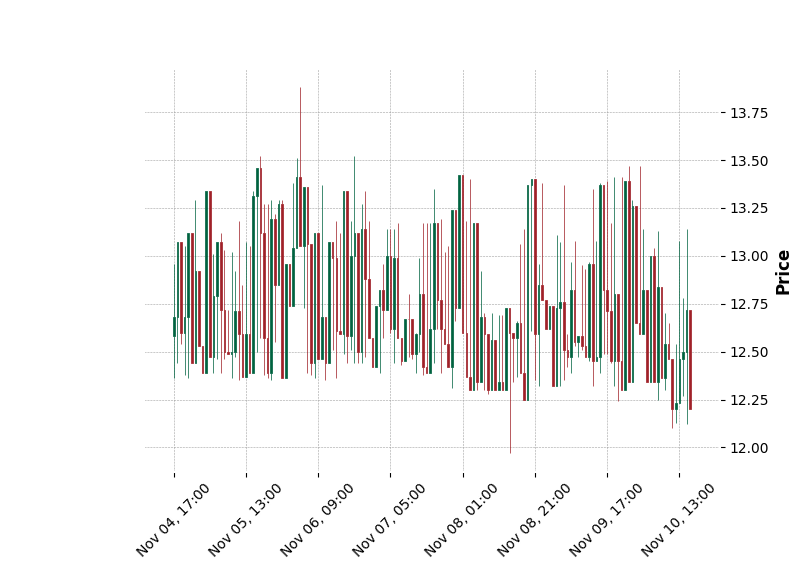 13.75
13.50
13.25
13.00
12.75
12.50
12.25
12.00
Price
Nov 04, 17:00
Nov 05, 13:00
Nov 06, 09:00
Nov 07, 05:00
Nov 08, 01:00
Nov 08, 21:00
Nov 09, 17:00
Nov 10, 13:00